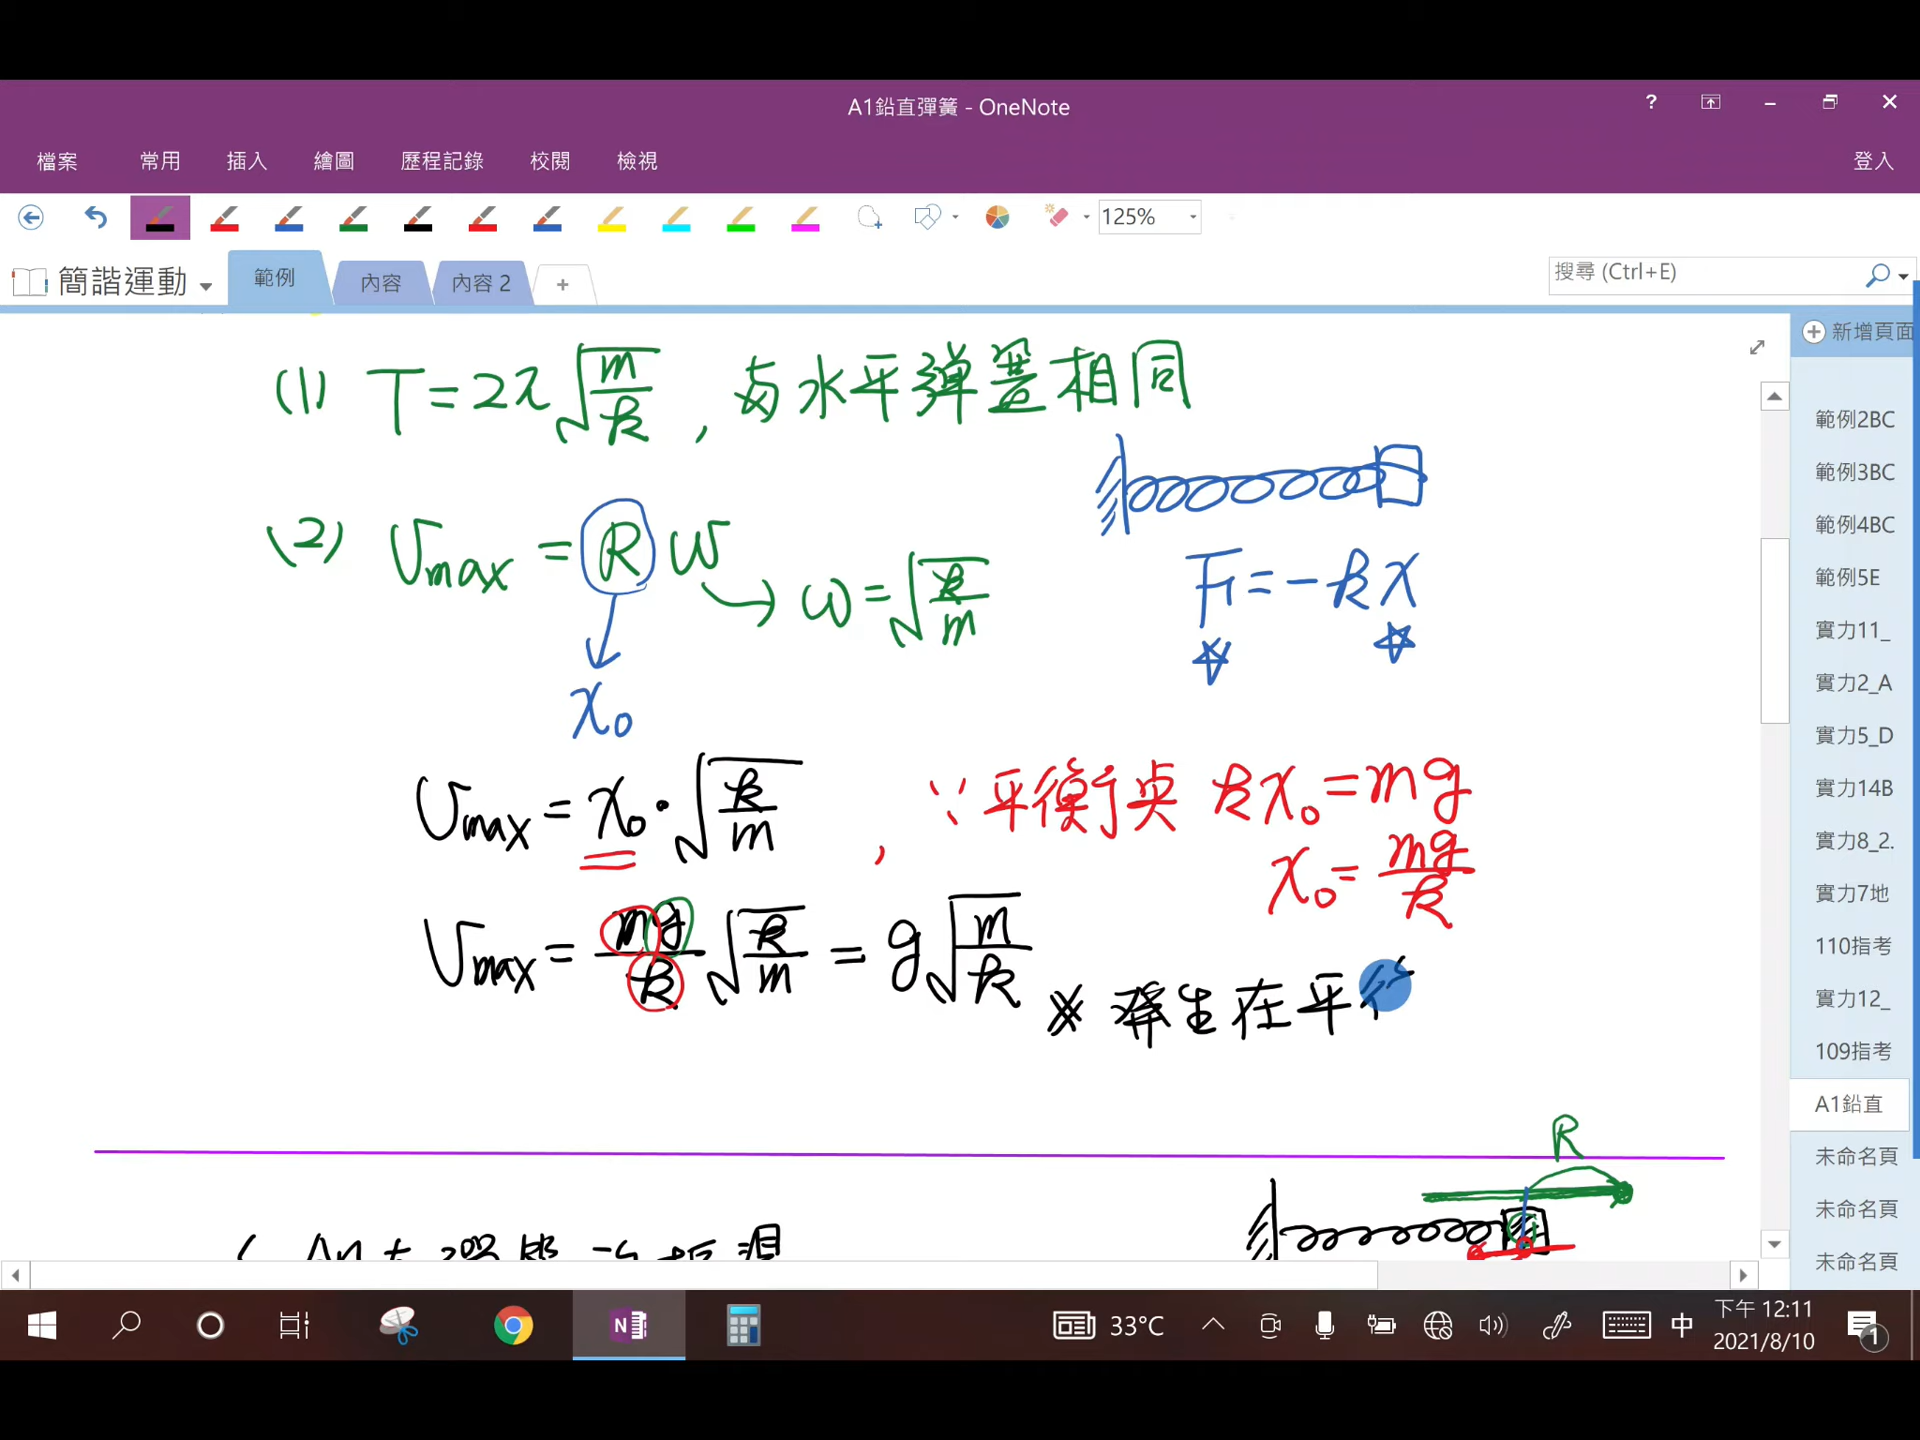 A1鉛直彈簧 - OneNote
?
檔案 常用 插入 繪圖 歷程記錄 校閱 檢視 登入
125%
簡諧運動 範例 內容 內容 2 +
搜尋 (Ctrl+E)
新增頁面
範例2BC
範例3BC
範例4BC
範例5E
實力11_
實力2_A
實力5_D
實力14B
實力8_2.
實力7地
110指考
實力12_
109指考
A1鉛直
未命名頁
未命名頁
未命名頁
(1) T = 2π√(m/k) , 与水平弹簧相同
(2) Vmax = R ω
→ ω = √(k/m)
F = -kx
x₀
Vmax = x₀ · √(k/m) , ∵ 平衡奌 kx₀ = mg
x₀ = mg/k
Vmax = mg/k √(k/m) = g√(m/k)
※ 發生在平
R
N
33°C
中
下午 12:11
2021/8/10
1